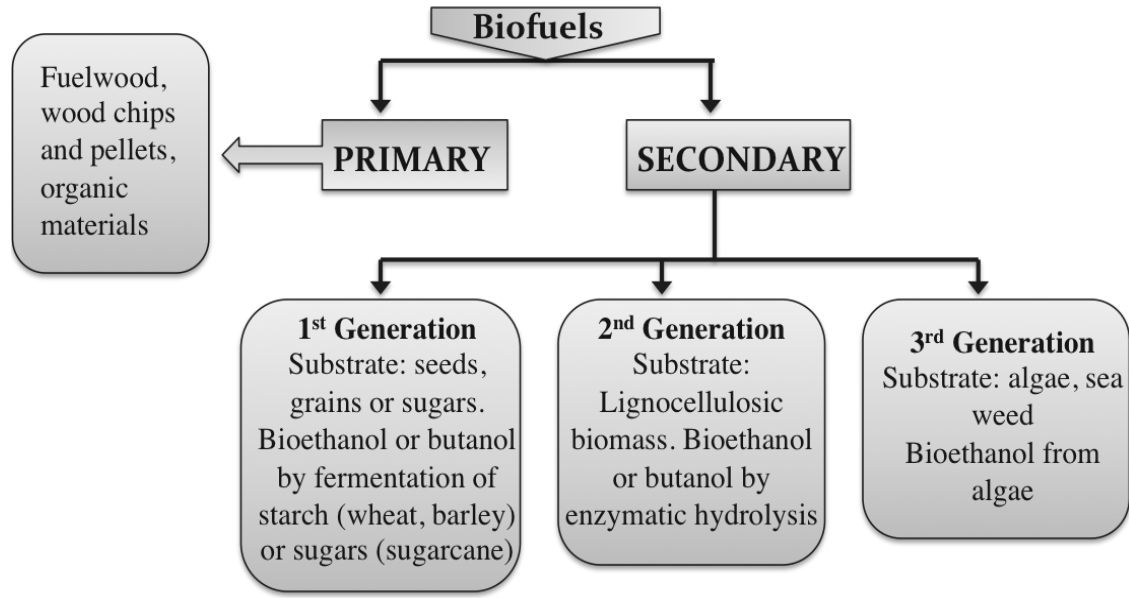 Biofuels
Fuelwood,
wood chips
and pellets,
organic
materials
PRIMARY
SECONDARY
1st Generation
Substrate: seeds,
grains or sugars.
Bioethanol or butanol
by fermentation of
starch (wheat, barley)
or sugars (sugarcane)
2nd Generation
Substrate:
Lignocellulosic
biomass. Bioethanol
or butanol by
enzymatic hydrolysis
3rd Generation
Substrate: algae, sea
weed
Bioethanol from
algae